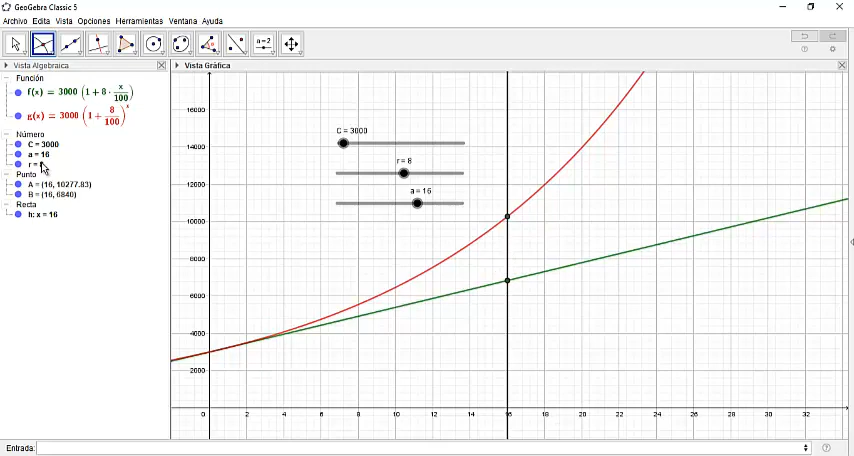 GeoGebra Classic 5
Archivo Edita Vista Opciones Herramientas Ventana Ayuda
a = 2
Vista Algebraica
Vista Gráfica
Función
f(x) = 3000 (1 + 8 · x/100)
g(x) = 3000 (1 + 8/100)^x
Número
C = 3000
a = 16
r =
Punto
A = (16, 10277.83)
B = (16, 6840)
Recta
h: x = 16
C = 3000
r = 8
a = 16
16000
14000
12000
10000
8000
6000
4000
2000
0 2 4 6 8 10 12 14 16 18 20 22 24 26 28 30 32
Entrada: